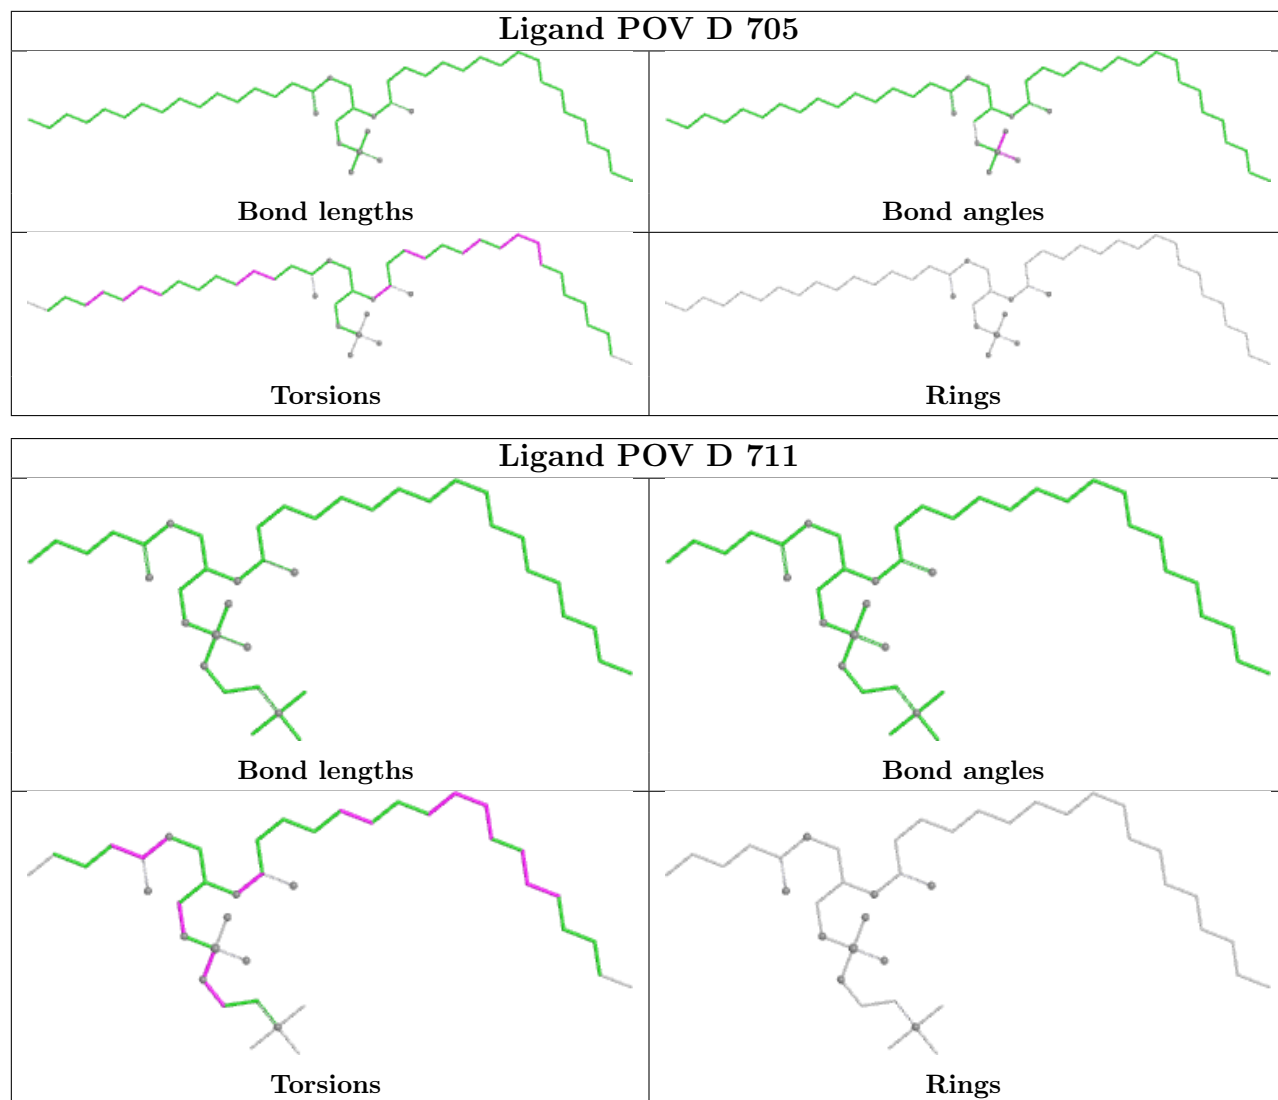 Ligand POV D 705
Bond lengths
Bond angles
Torsions
Rings
Ligand POV D 711
Bond lengths
Bond angles
Torsions
Rings